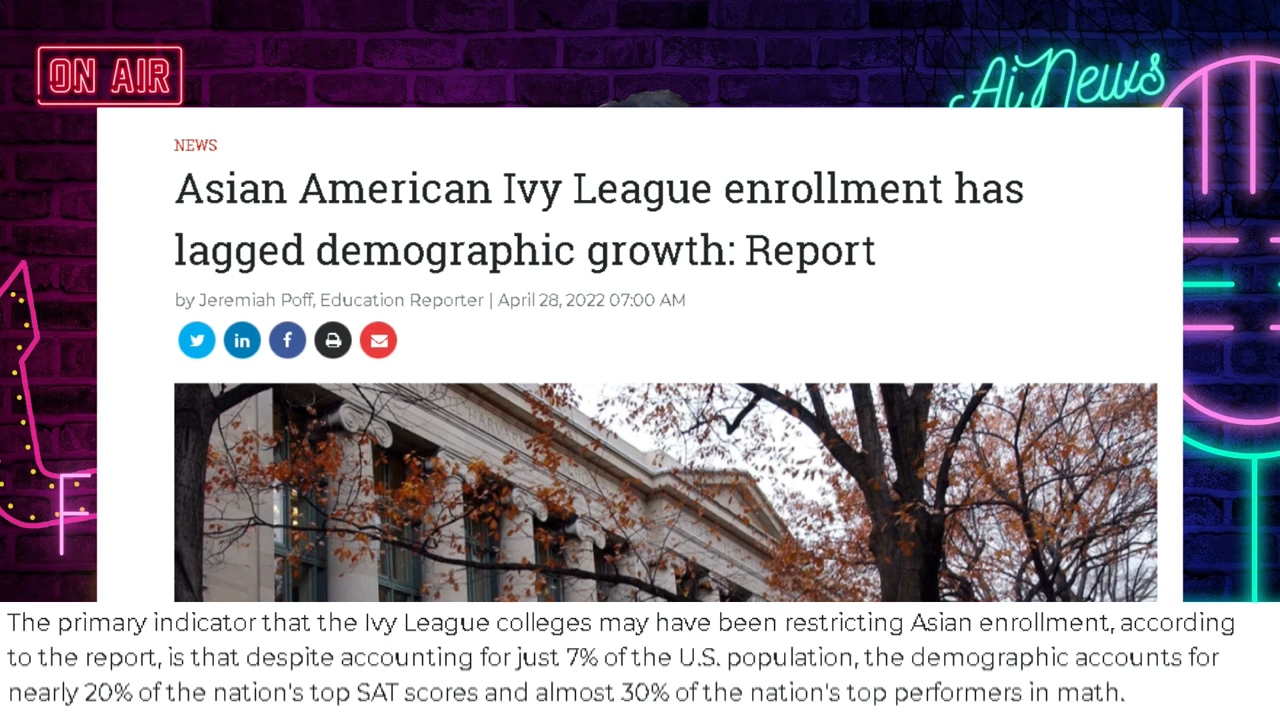 ON AIR
Ai News
NEWS
Asian American Ivy League enrollment has
lagged demographic growth: Report
by Jeremiah Poff, Education Reporter | April 28, 2022 07:00 AM
F
The primary indicator that the Ivy League colleges may have been restricting Asian enrollment, according
to the report, is that despite accounting for just 7% of the U.S. population, the demographic accounts for
nearly 20% of the nation's top SAT scores and almost 30% of the nation's top performers in math.